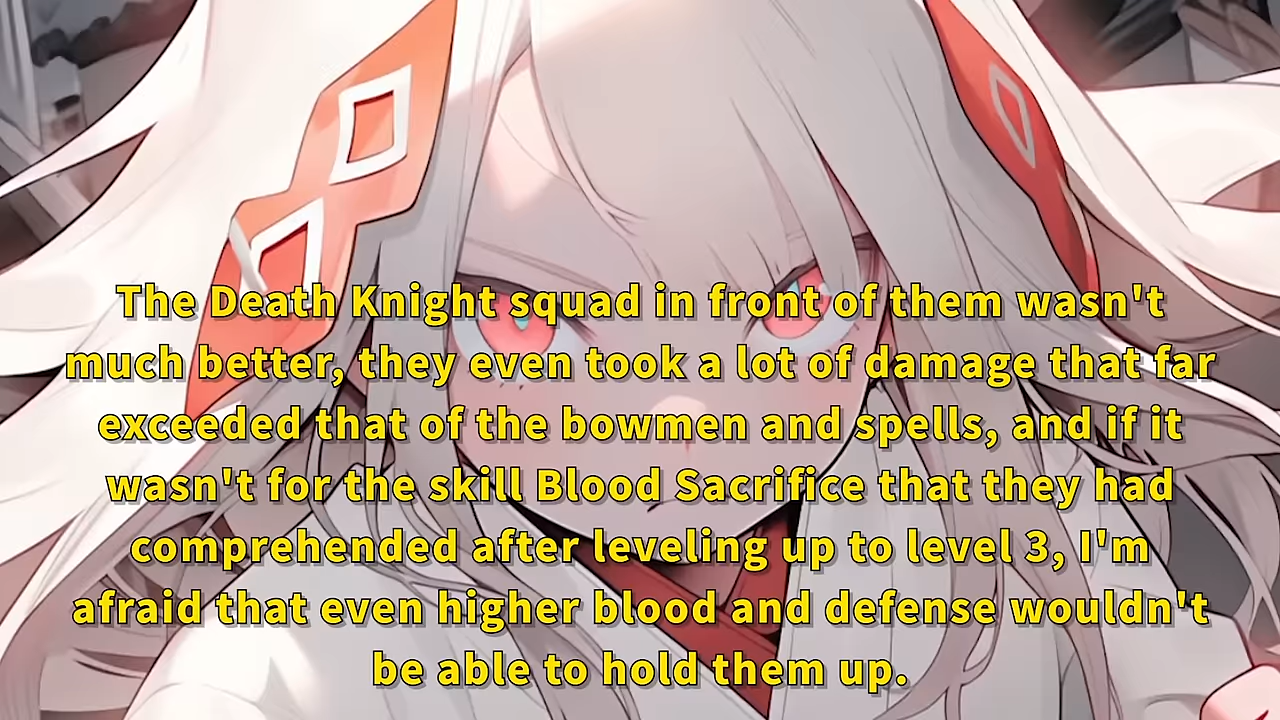 The Death Knight squad in front of them wasn't
much better, they even took a lot of damage that far
exceeded that of the bowmen and spells, and if it
wasn't for the skill Blood Sacrifice that they had
comprehended after leveling up to level 3, I'm
afraid that even higher blood and defense wouldn't
be able to hold them up.